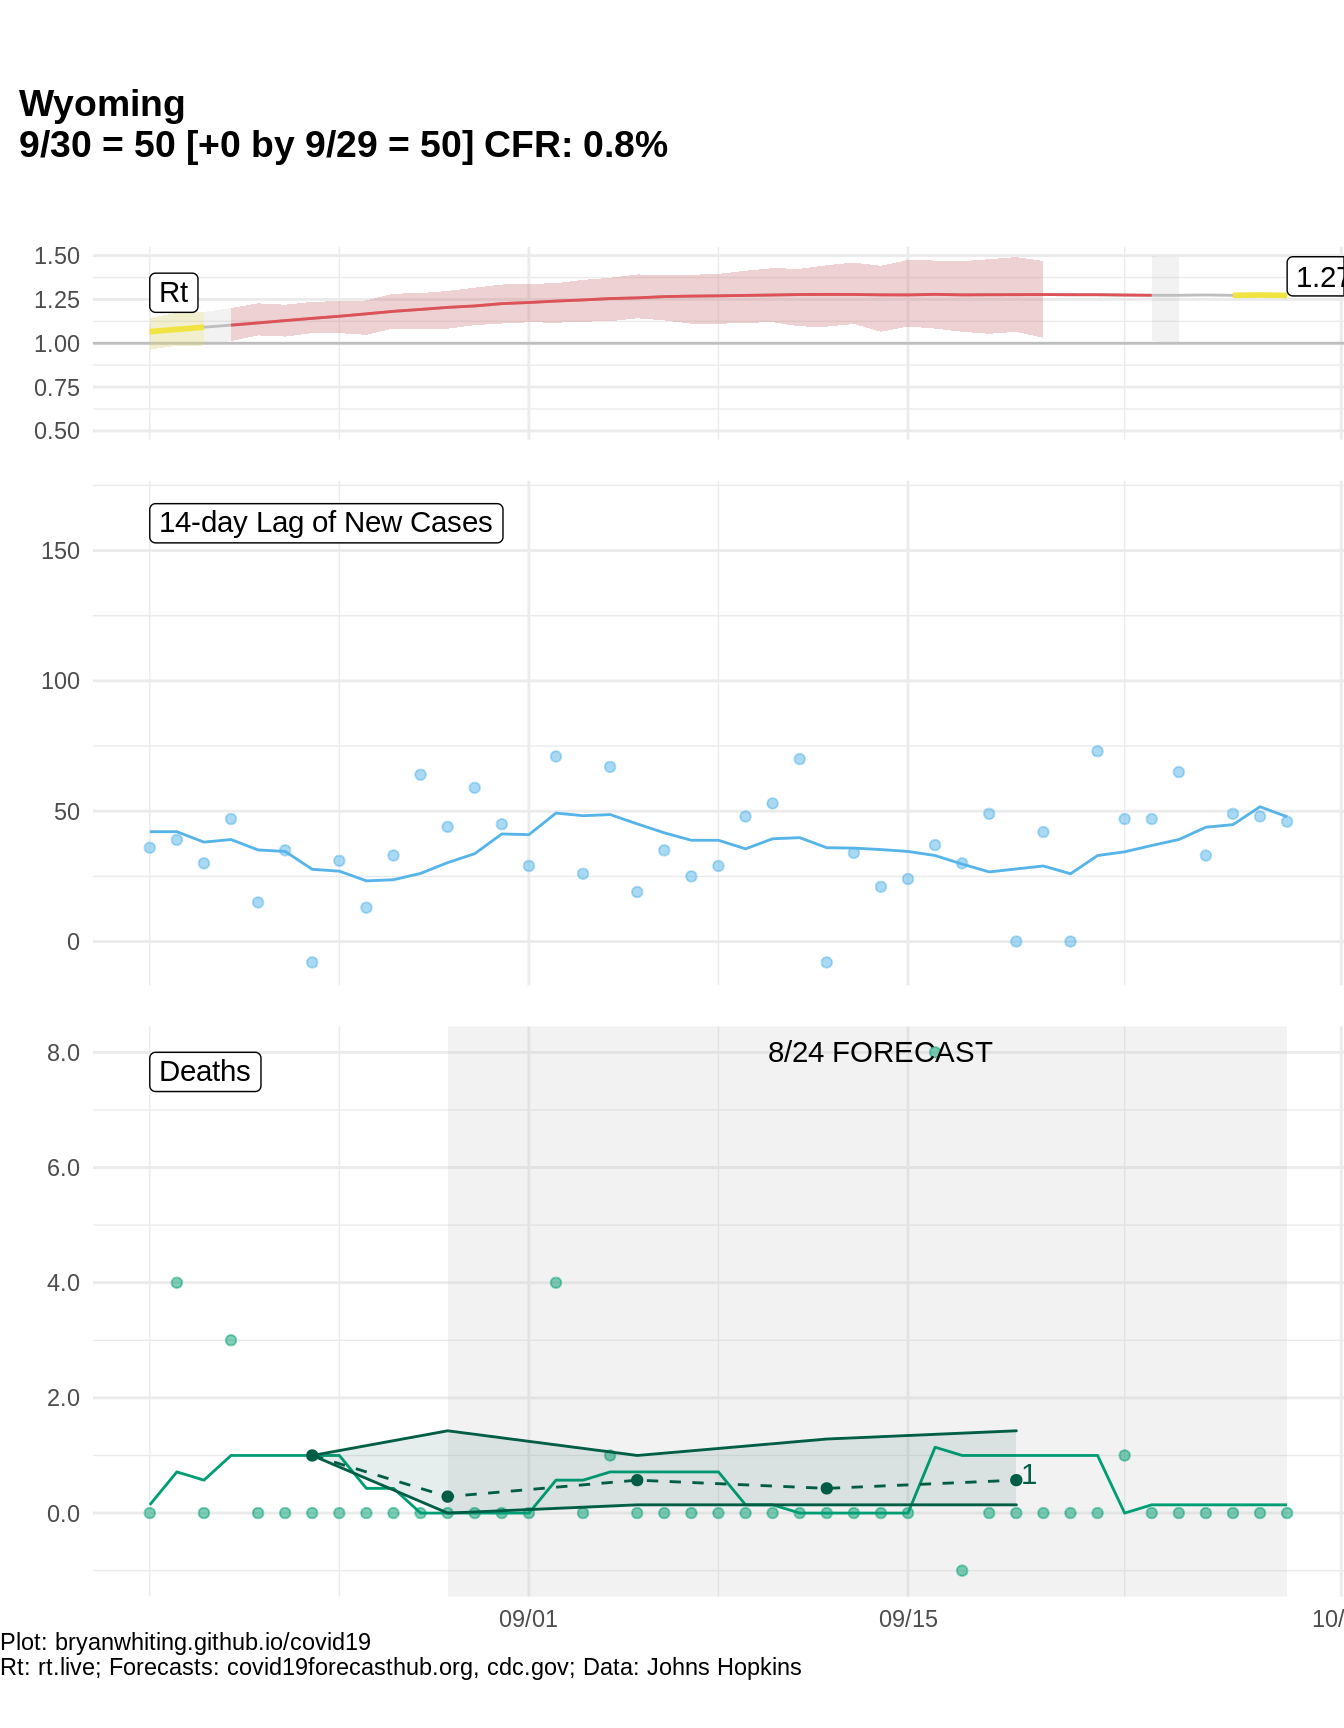 Wyoming
9/30 = 50 [+0 by 9/29 = 50] CFR: 0.8%
1.50
1.25
1.00
0.75
0.50
Rt
1.27
14-day Lag of New Cases
150
100
50
0
8.0
6.0
4.0
2.0
0.0
Deaths
8/24 FORECAST
1
09/01
09/15
10/
Plot: bryanwhiting.github.io/covid19
Rt: rt.live; Forecasts: covid19forecasthub.org, cdc.gov; Data: Johns Hopkins